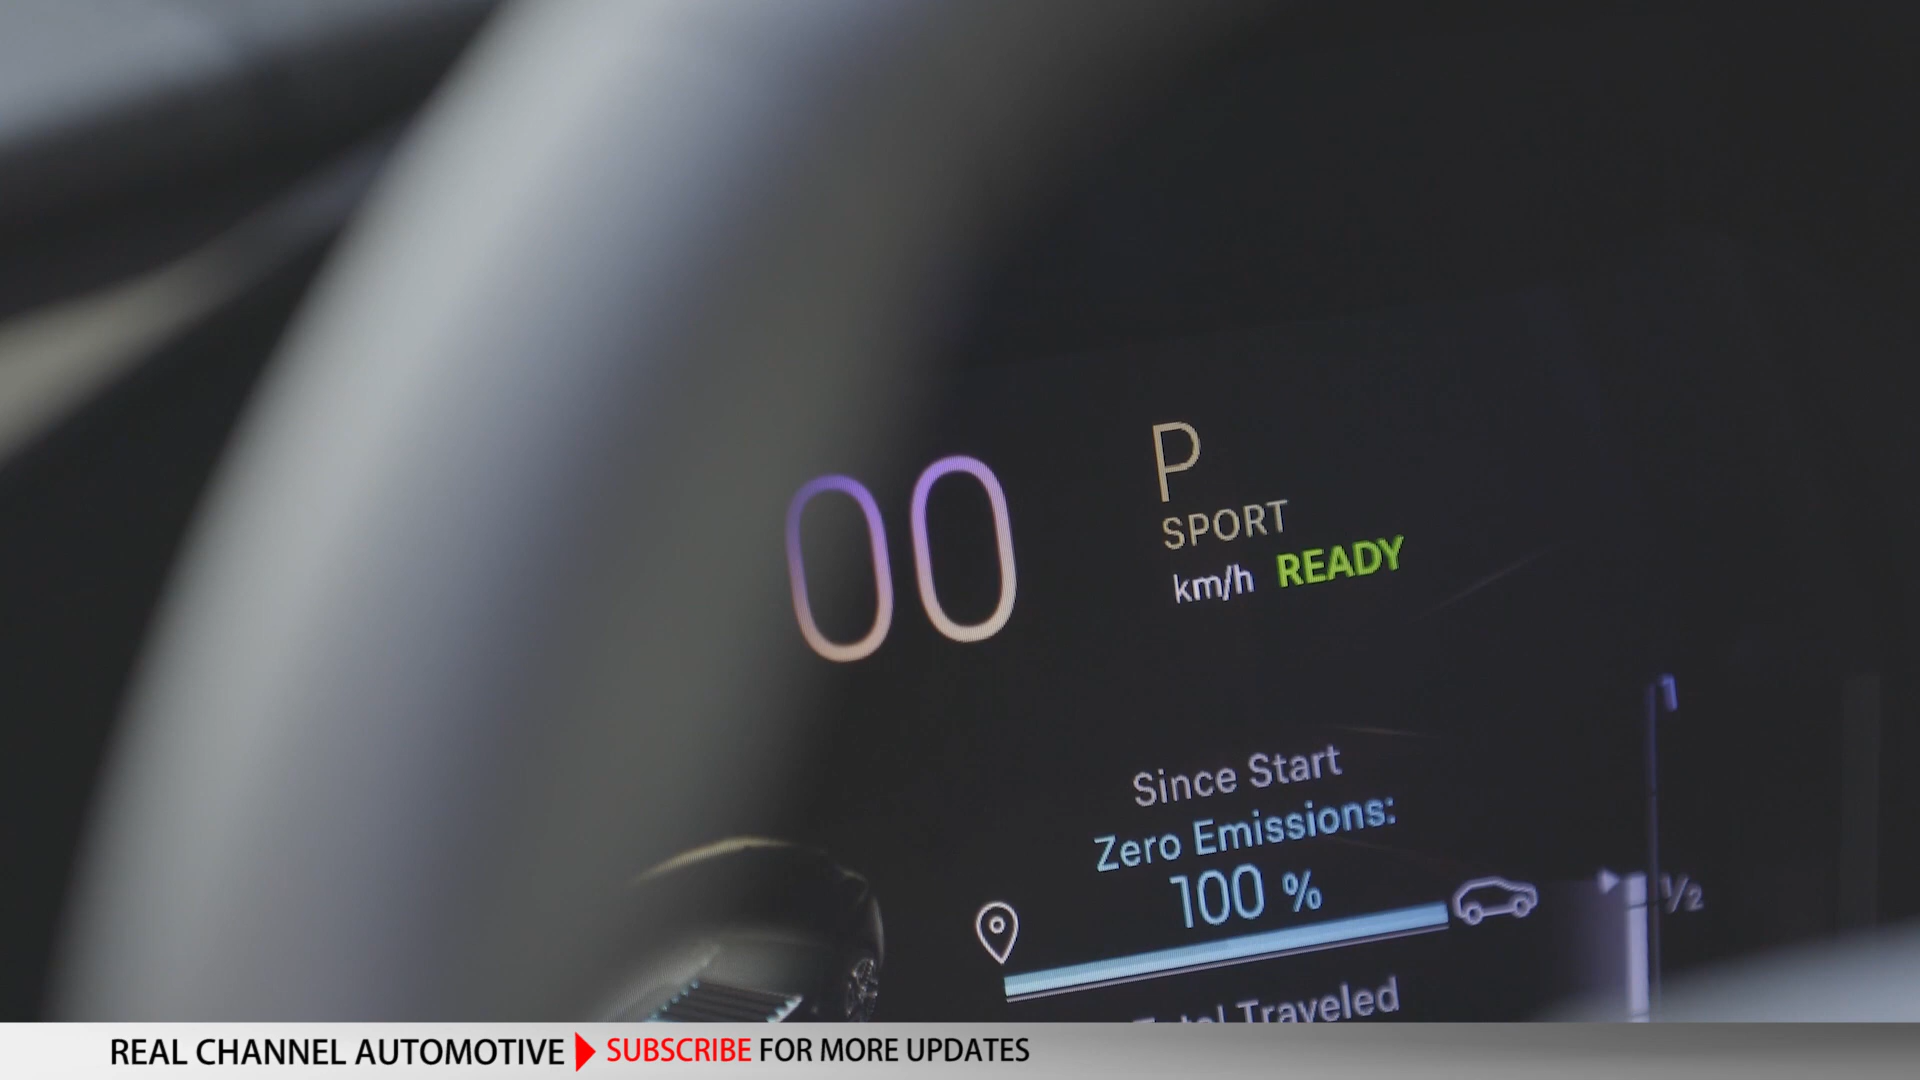 00
P
SPORT
km/h READY
1
Since Start
Zero Emissions:
100 %
1/2
Total Traveled
REAL CHANNEL AUTOMOTIVE SUBSCRIBE FOR MORE UPDATES